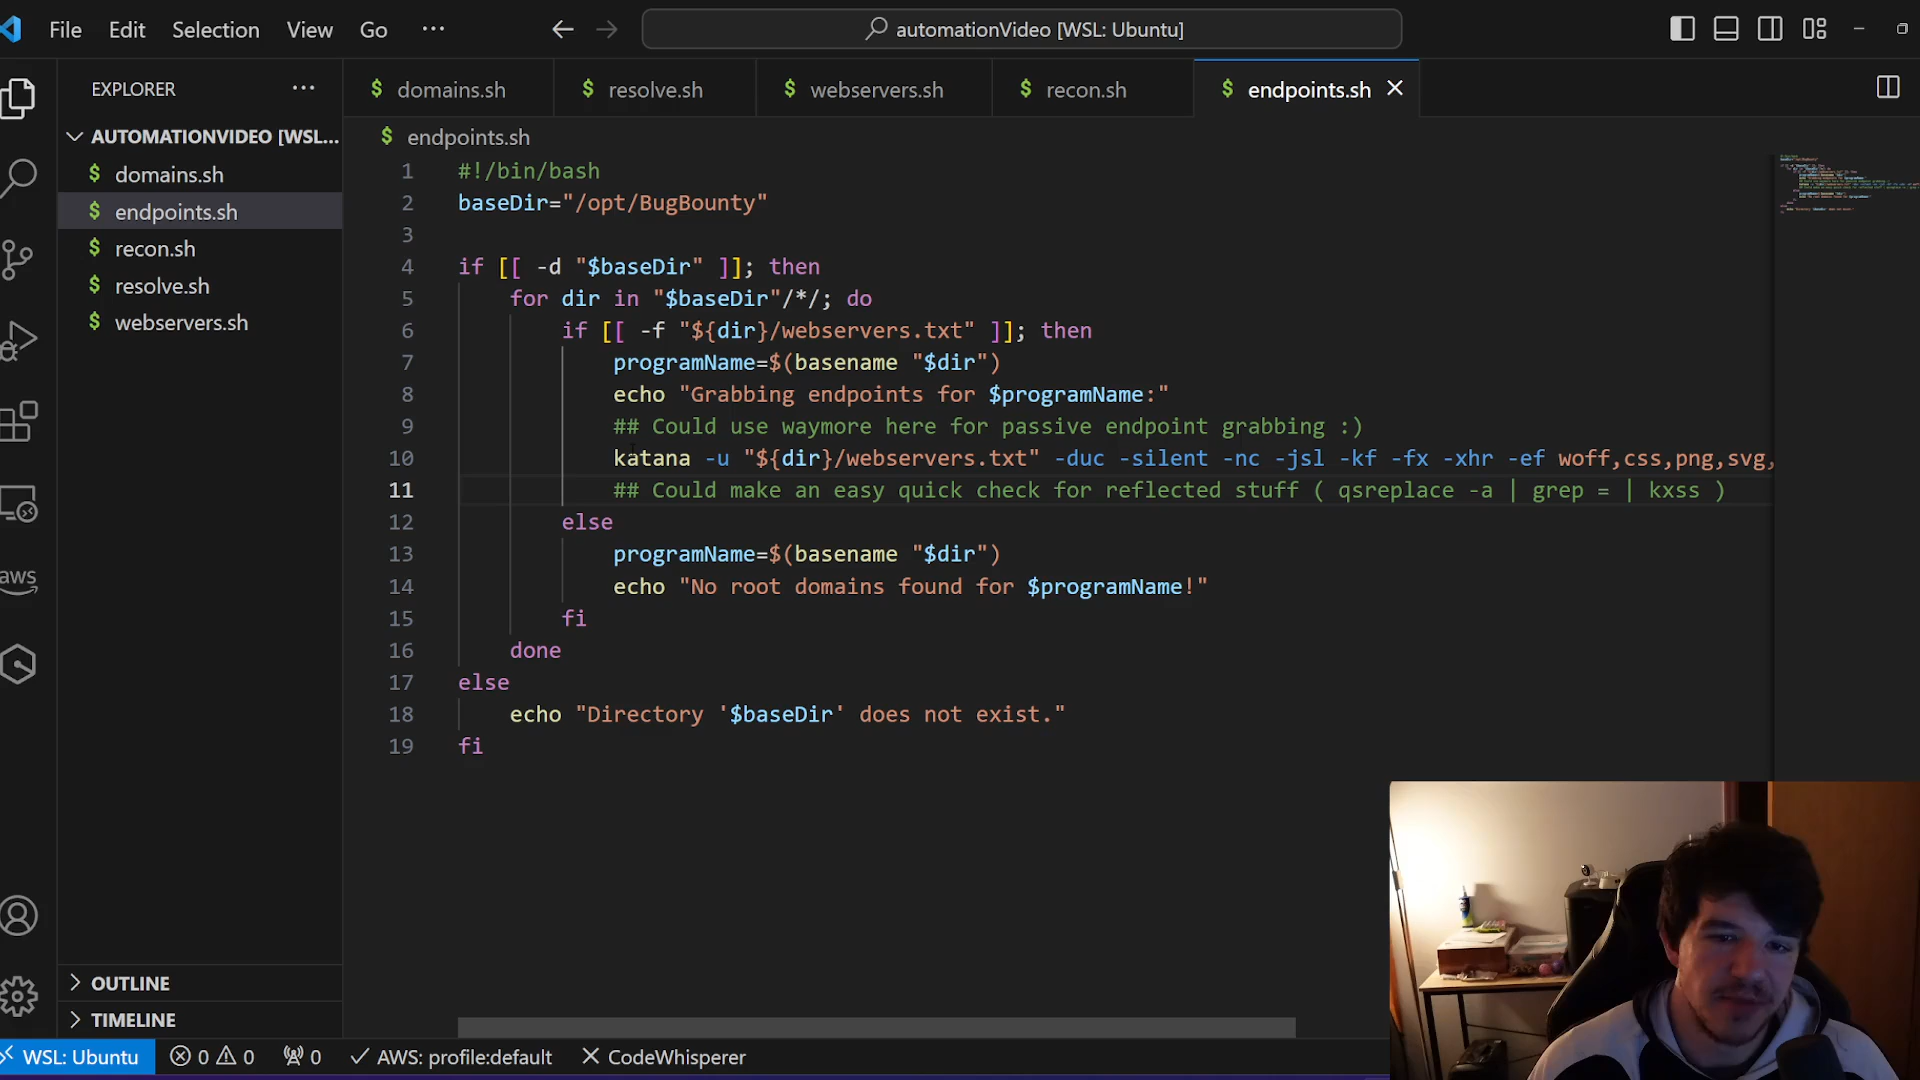 File Edit Selection View Go ··· automationVideo [WSL: Ubuntu]
EXPLORER ···
AUTOMATIONVIDEO [WSL...
$ domains.sh
$ endpoints.sh
$ recon.sh
$ resolve.sh
$ webservers.sh
OUTLINE
TIMELINE
aws
$ domains.sh $ resolve.sh $ webservers.sh $ recon.sh $ endpoints.sh
$ endpoints.sh
1 #!/bin/bash
2 baseDir="/opt/BugBounty"
3
4 if [[ -d "$baseDir" ]]; then
5 for dir in "$baseDir"/*/; do
6 if [[ -f "${dir}/webservers.txt" ]]; then
7 programName=$(basename "$dir")
8 echo "Grabbing endpoints for $programName:"
9 ## Could use waymore here for passive endpoint grabbing :)
10 katana -u "${dir}/webservers.txt" -duc -silent -nc -jsl -kf -fx -xhr -ef woff,css,png,svg,
11 ## Could make an easy quick check for reflected stuff ( qsreplace -a | grep = | kxss )
12 else
13 programName=$(basename "$dir")
14 echo "No root domains found for $programName!"
15 fi
16 done
17 else
18 echo "Directory '$baseDir' does not exist."
19 fi
WSL: Ubuntu 0 0 0 AWS: profile:default CodeWhisperer